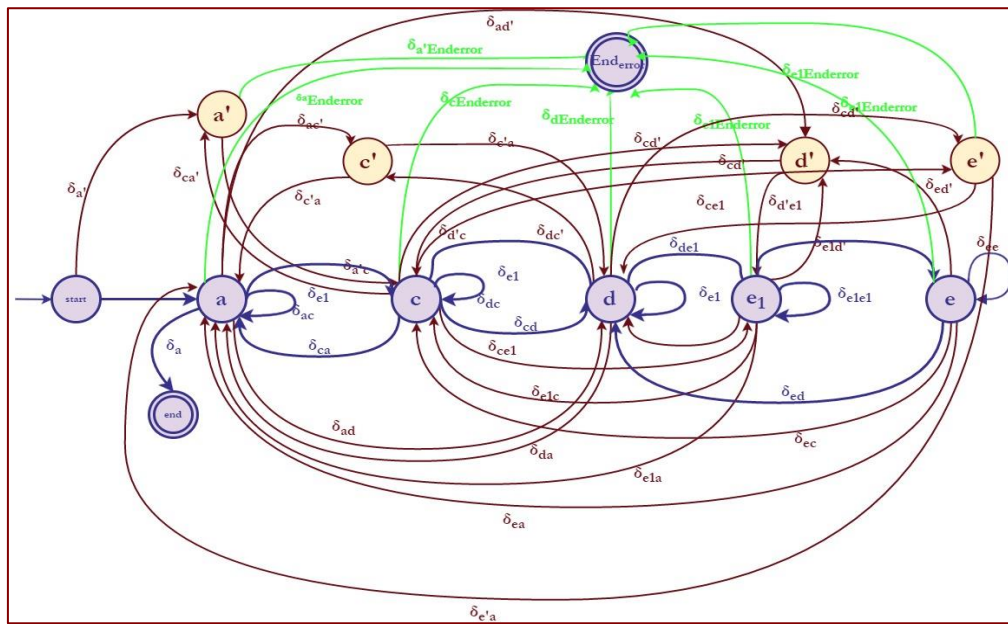 δad'
δa'Enderror
Enderror
δe1Enderror
δaEnderror
δcEnderror
δdEnderror
δe1Enderror
δcd'
a'
δac'
c'
δc'a
δcd'
d'
e'
δa'
δca'
δc'a
δcd'
δce1
δd'e1
δed'
δd'c
δdc'
δde1
δe1d'
δee
δa'c
start
a
δe1
δac
c
δe1
δdc
d
δe1
e1
δe1e1
e
δcd
δa
δca
δce1
end
δe1c
δed
δad
δda
δec
δe1a
δea
δe'a